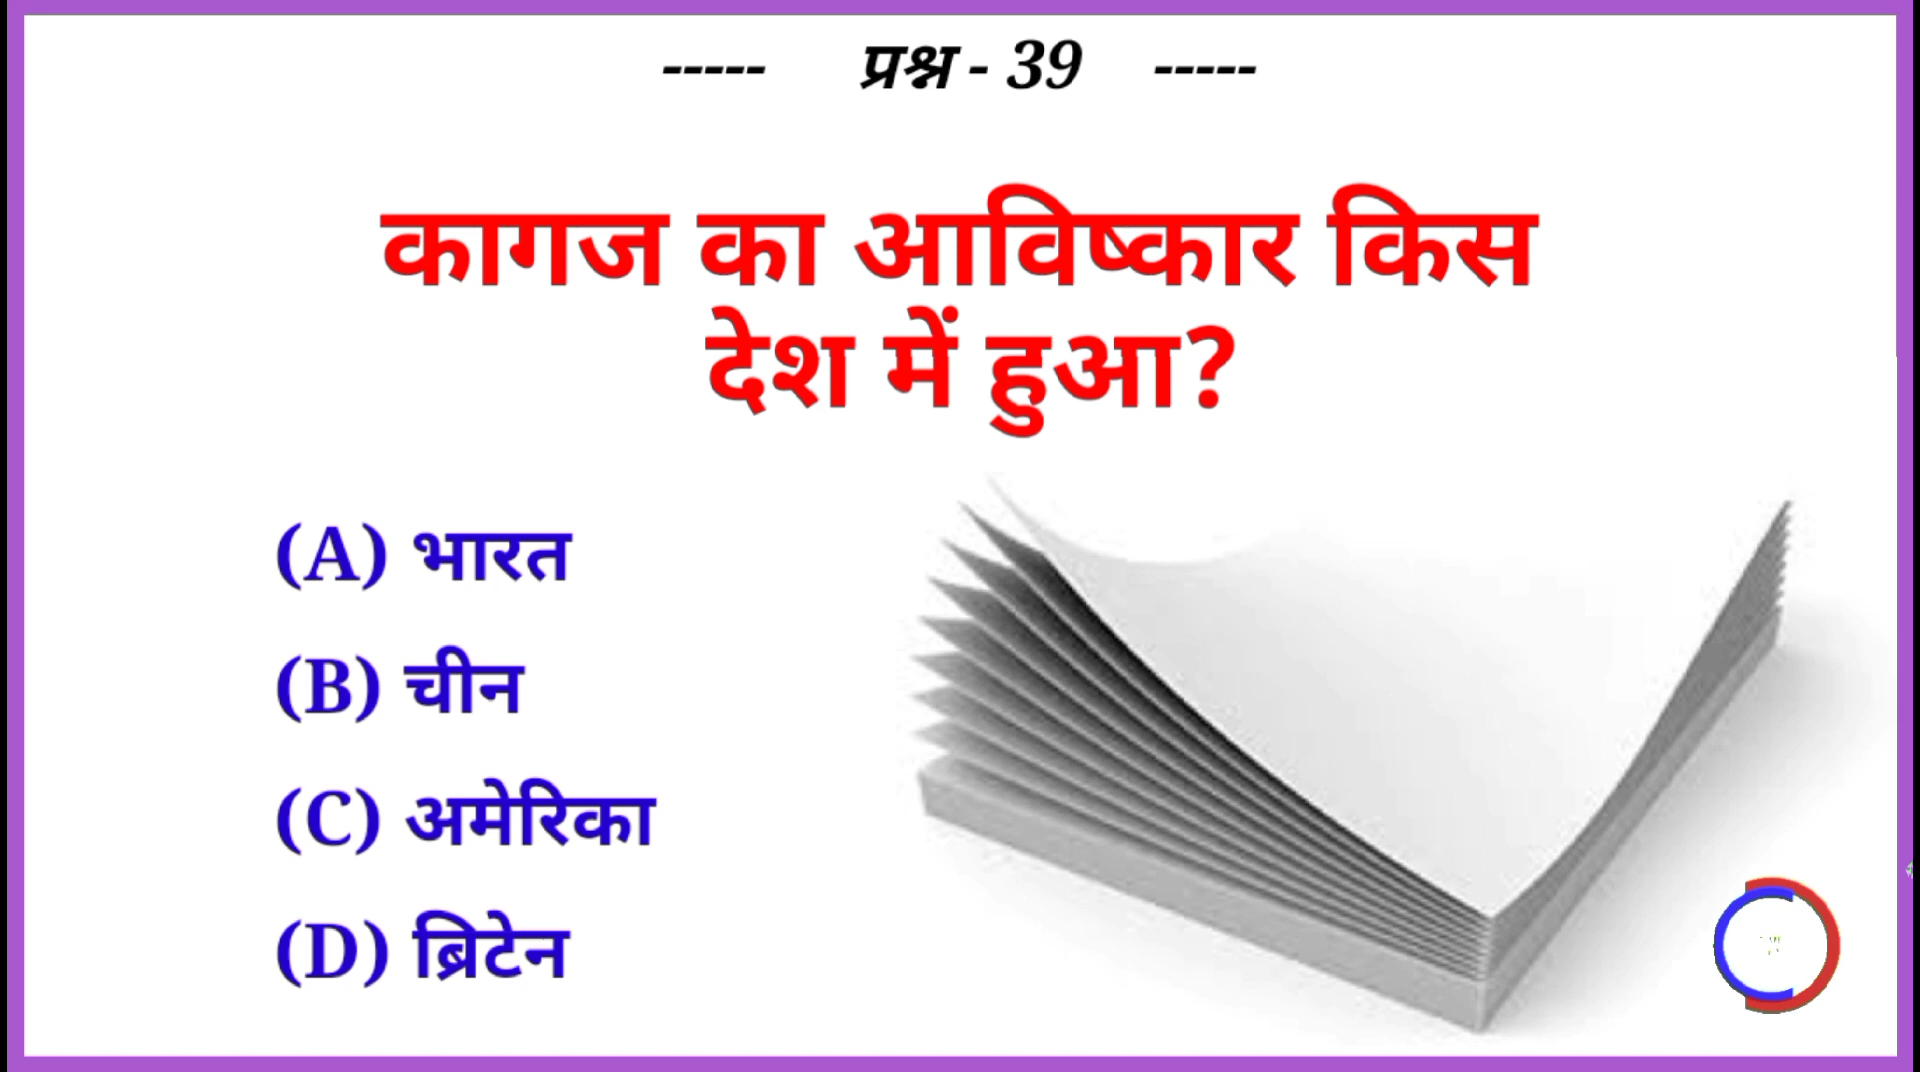 ----- प्रश्न - 39 -----
कागज का आविष्कार किस
देश में हुआ?
(A) भारत
(B) चीन
(C) अमेरिका
(D) ब्रिटेन